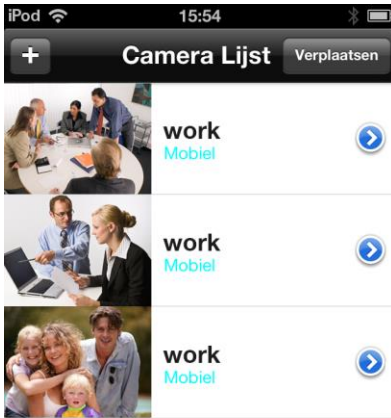 iPod 15:54
+ Camera Lijst Verplaatsen
work
Mobiel
work
Mobiel
work
Mobiel